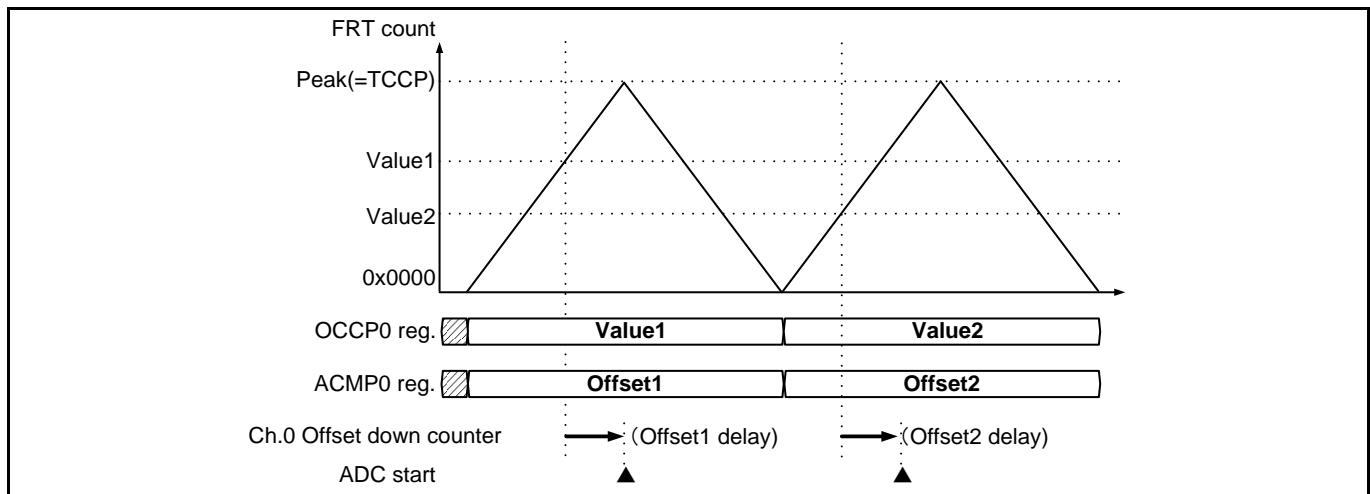 FRT count
Peak(=TCCP)
Value1
Value2
0x0000
OCCP0 reg. Value1 Value2
ACMP0 reg. Offset1 Offset2
Ch.0 Offset down counter (Offset1 delay) (Offset2 delay)
ADC start